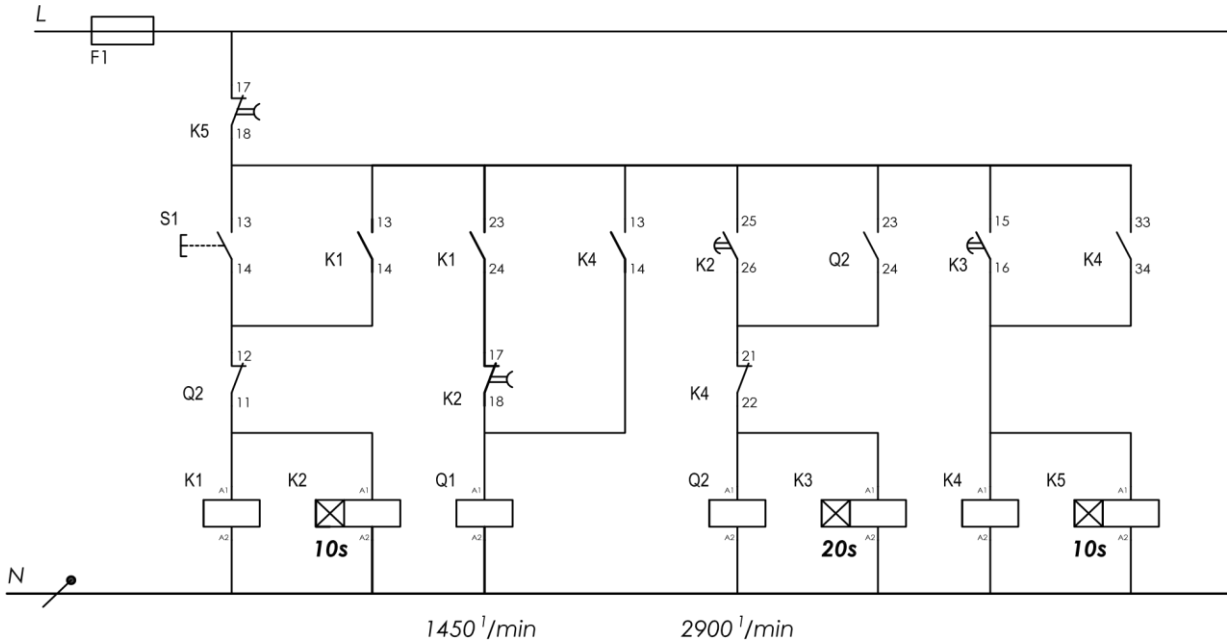 L
F1
17
K5
18
S1
13
13
23
13
25
23
15
33
K1
K1
K4
K2
Q2
K3
K4
14
14
24
14
26
24
16
34
12
17
21
Q2
K2
K4
11
18
22
K1
A1
K2
A1
Q1
A1
Q2
A1
K3
A1
K4
A1
K5
A1
A2
A2
A2
A2
A2
A2
A2
10s
20s
10s
N
1450 1/min
2900 1/min